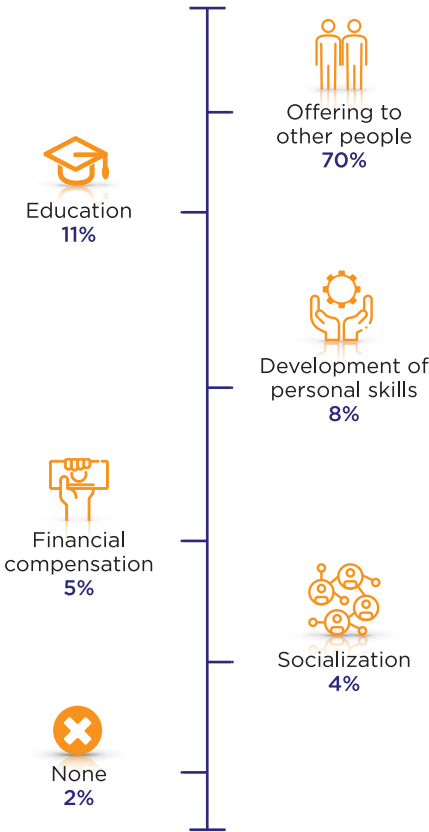 Offering to
other people
70%
Education
11%
Development of
personal skills
8%
Financial
compensation
5%
Socialization
4%
None
2%